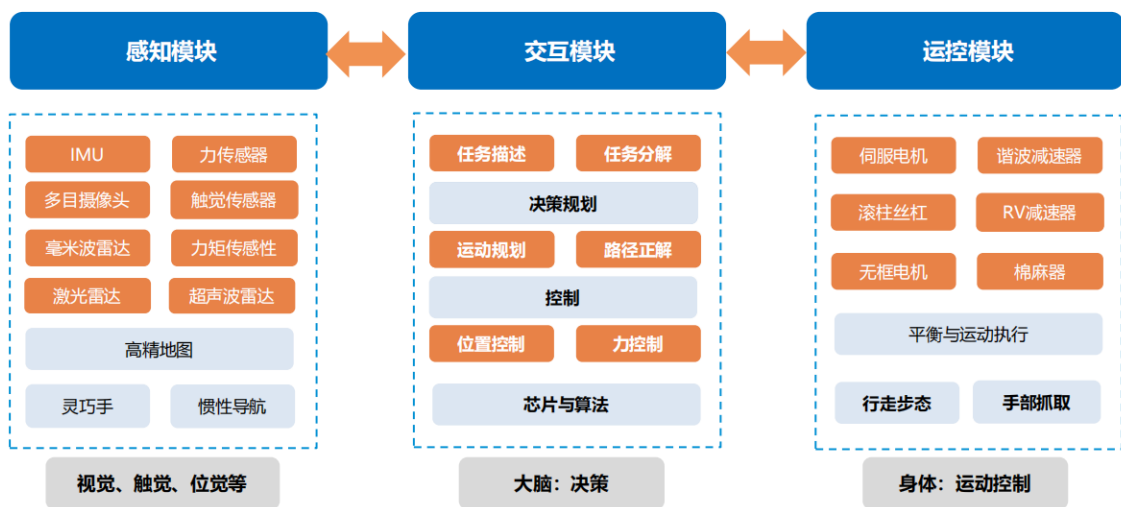 感知模块
交互模块
运控模块
IMU
力传感器
多目摄像头
触觉传感器
毫米波雷达
力矩传感性
激光雷达
超声波雷达
高精地图
灵巧手
惯性导航
视觉、触觉、位觉等
任务描述
任务分解
决策规划
运动规划
路径正解
控制
位置控制
力控制
芯片与算法
大脑：决策
伺服电机
谐波减速器
滚柱丝杠
RV减速器
无框电机
棉麻器
平衡与运动执行
行走步态
手部抓取
身体：运动控制